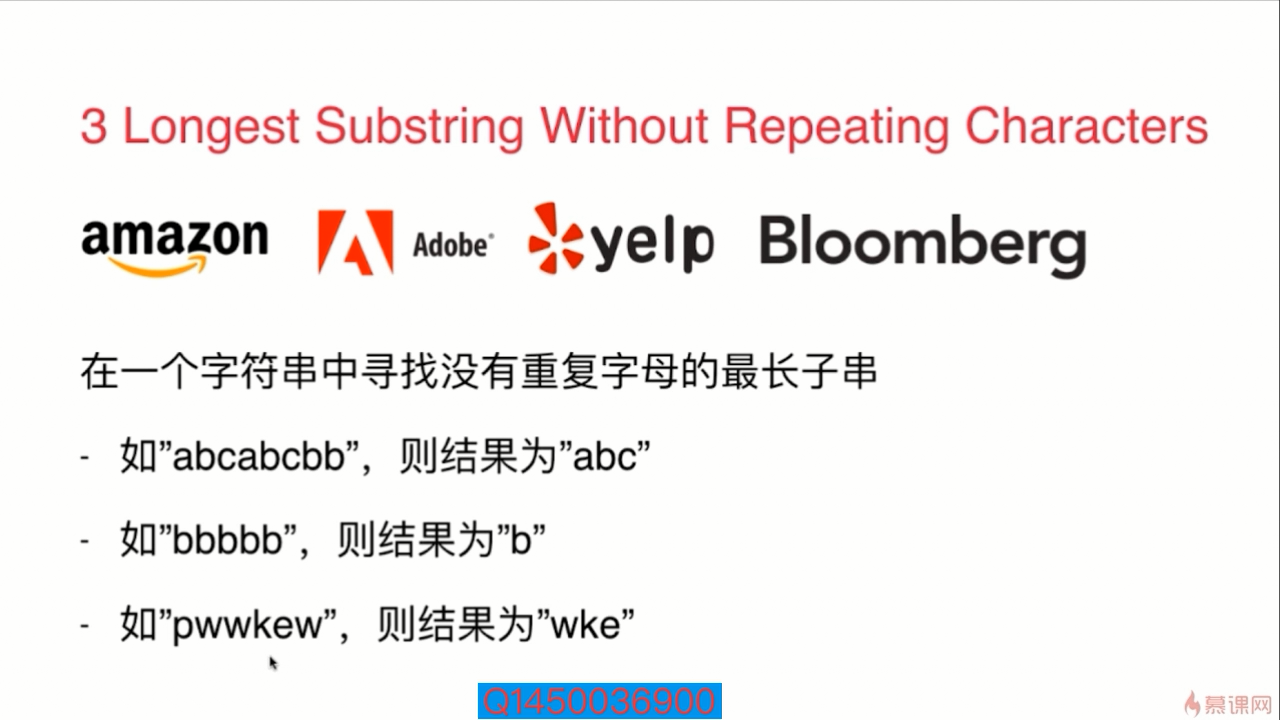 3 Longest Substring Without Repeating Characters
amazon Adobe® yelp Bloomberg
在一个字符串中寻找没有重复字母的最长子串
- 如”abcabcbb”，则结果为”abc”
- 如”bbbbb”，则结果为”b”
- 如”pwwkew”，则结果为”wke”
Q1450036900
慕课网